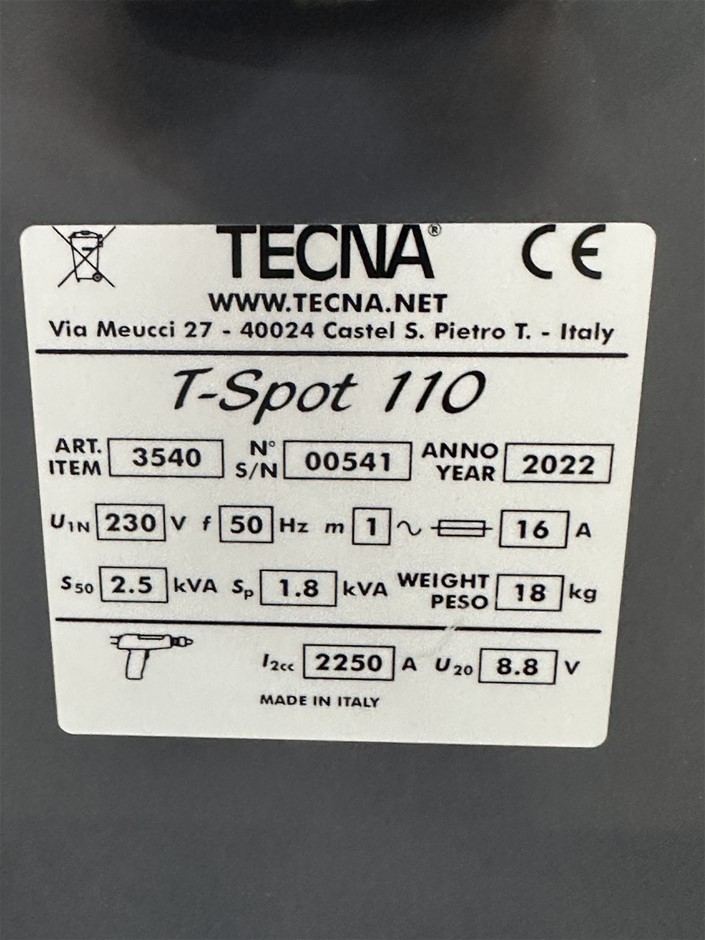 TECNA® CE
WWW.TECNA.NET
Via Meucci 27 - 40024 Castel S. Pietro T. - Italy
T-Spot 110
ART. ITEM 3540 N° S/N 00541 ANNO YEAR 2022
U1N 230 V f 50 Hz m 1 16 A
S50 2.5 kVA Sp 1.8 kVA WEIGHT PESO 18 kg
I2cc 2250 A U20 8.8 V
MADE IN ITALY